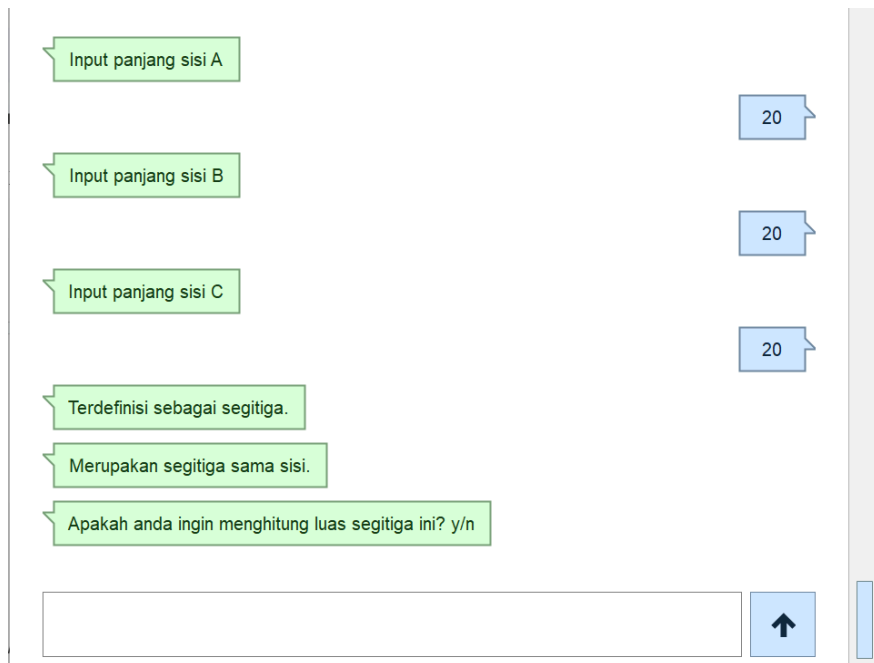 Input panjang sisi A
20
Input panjang sisi B
20
Input panjang sisi C
20
Terdefinisi sebagai segitiga.
Merupakan segitiga sama sisi.
Apakah anda ingin menghitung luas segitiga ini? y/n